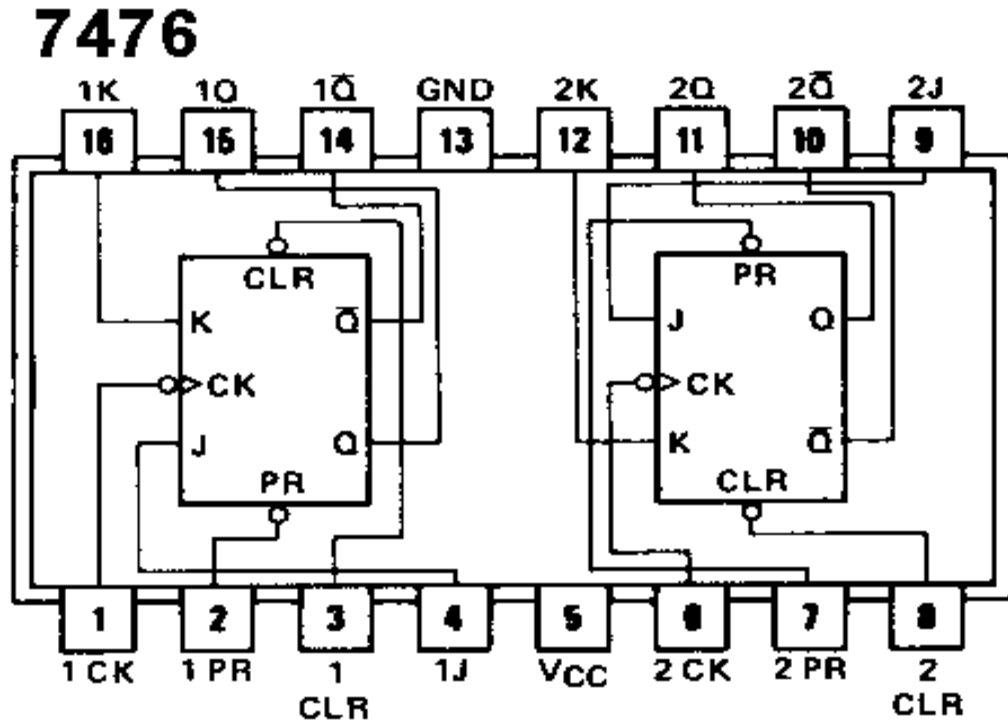 7476
1K 1Q 1Q̅ GND 2K 2Q 2Q̅ 2J
16 15 14 13 12 11 10 9
CLR PR
K Q̅ J Q
CK CK
J Q K Q̅
PR CLR
1 2 3 4 5 6 7 8
1 CK 1 PR 1 1J VCC 2 CK 2 PR 2
CLR CLR